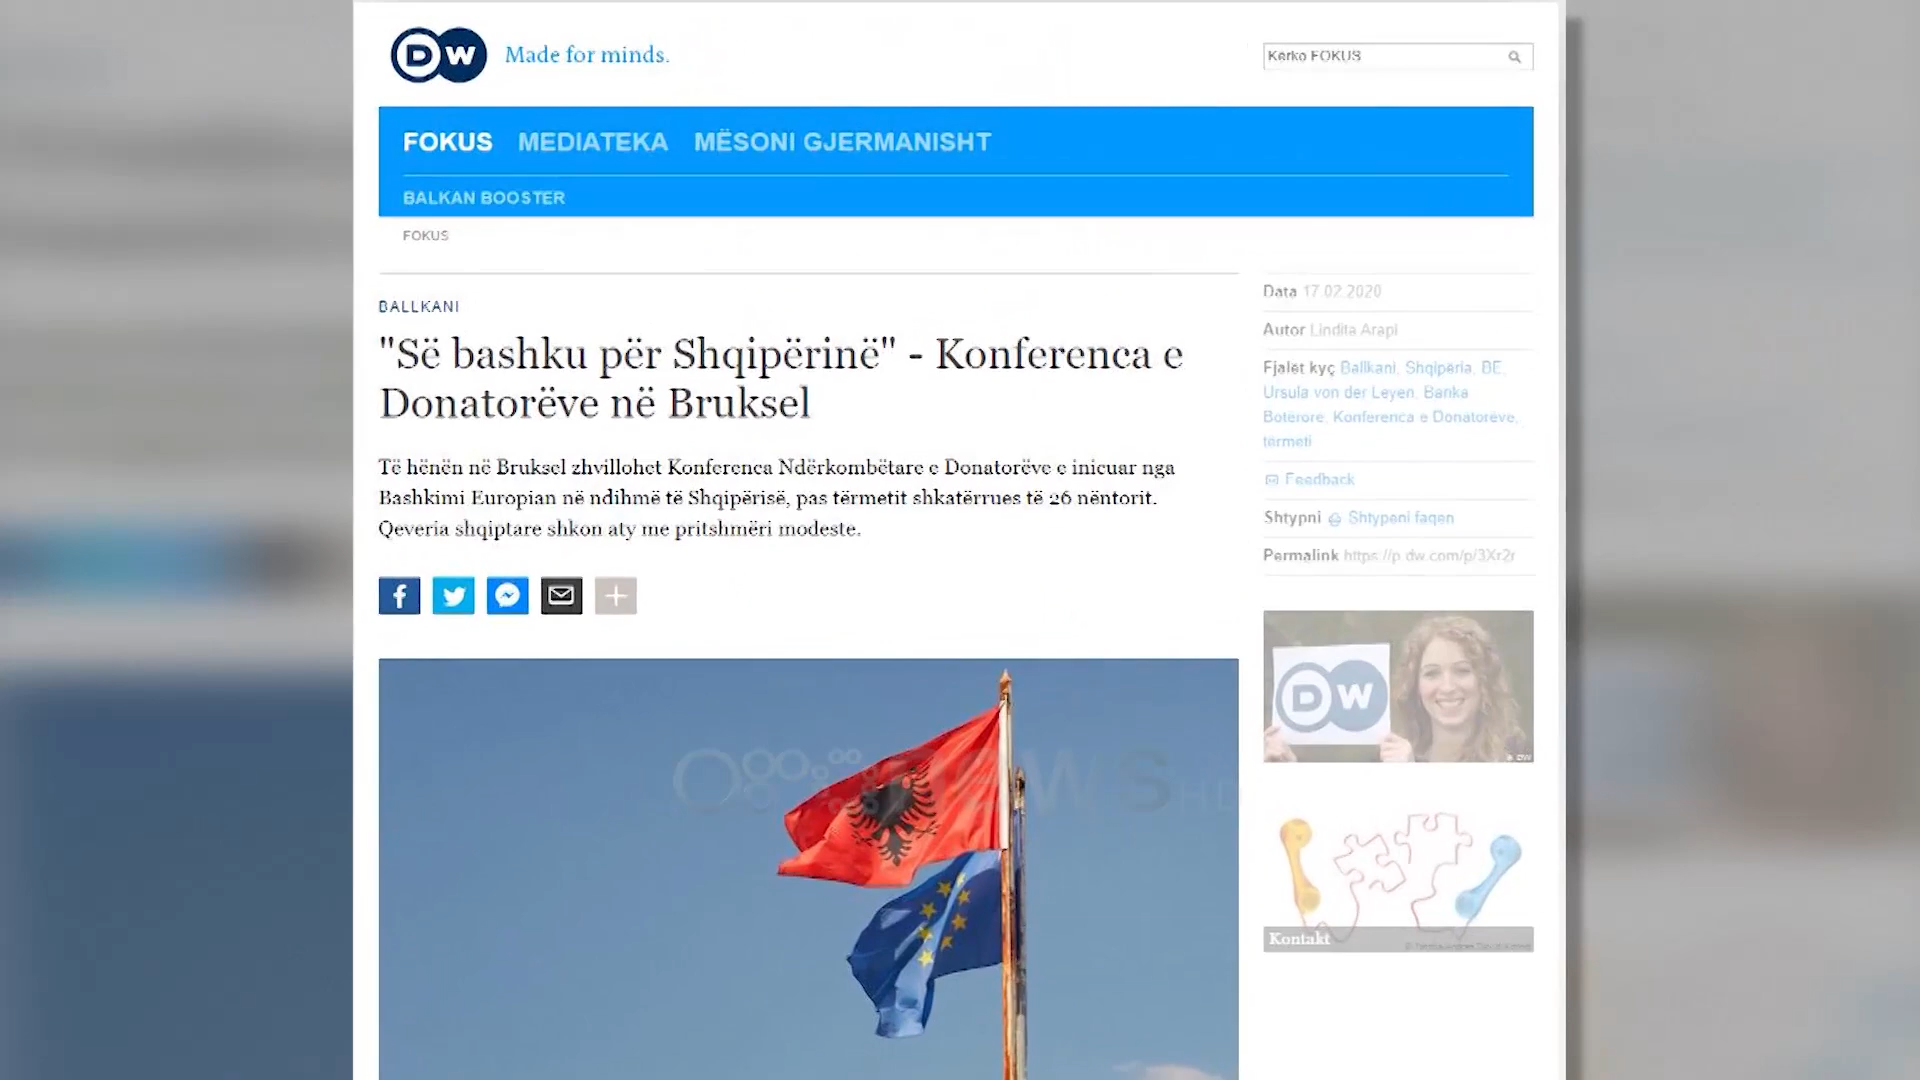 DW Made for minds.
Kërko FOKUS
FOKUS MEDIATEKA MËSONI GJERMANISHT
BALKAN BOOSTER
FOKUS
BALLKANI
"Së bashku për Shqipërinë" - Konferenca e
Donatorëve në Bruksel
Të hënën në Bruksel zhvillohet Konferenca Ndërkombëtare e Donatorëve e inicuar nga
Bashkimi Europian në ndihmë të Shqipërisë, pas tërmetit shkatërrues të 26 nëntorit.
Qeveria shqiptare shkon aty me pritshmëri modeste.
Data 17.02.2020
Autor Lindita Arapi
Fjalët kyç Ballkani, Shqipëria, BE,
Ursula von der Leyen, Banka
Botërore, Konferenca e Donatorëve,
tërmeti
Feedback
Shtypni Shtypeni faqen
Permalink https://p.dw.com/p/3Xr2r
DW
© DW
Kontakt
news